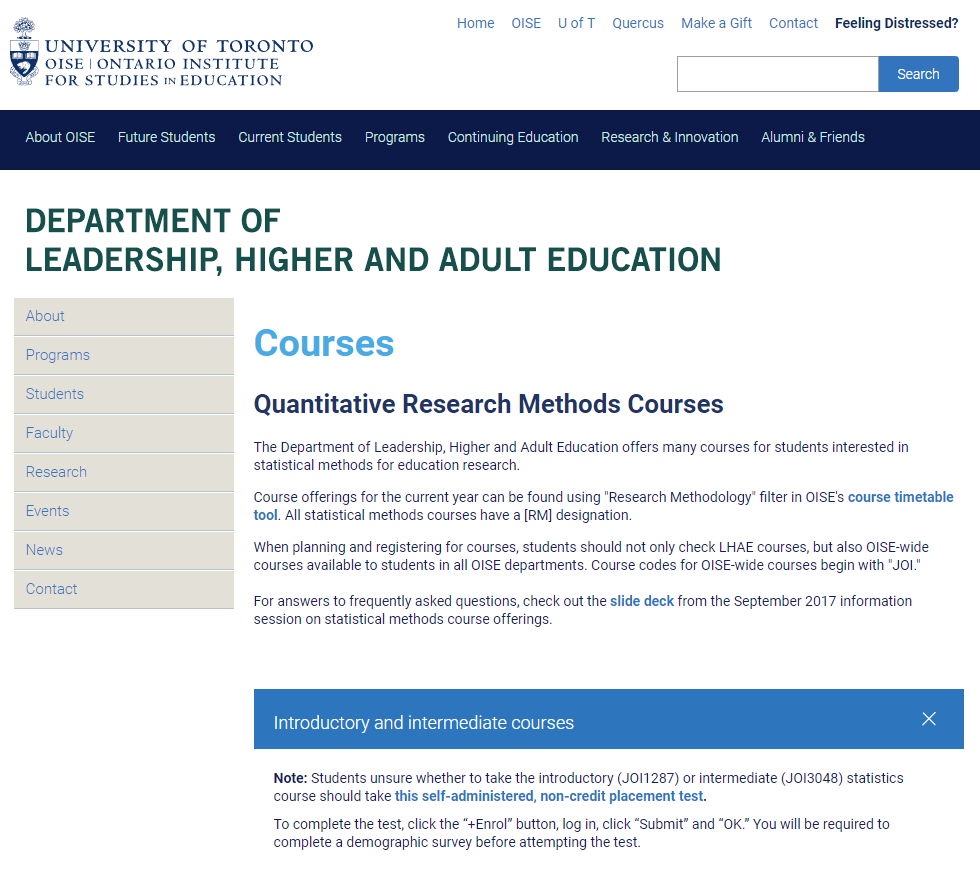 Home OISE U of T Quercus Make a Gift Contact Feeling Distressed?
UNIVERSITY OF TORONTO
OISE | ONTARIO INSTITUTE
FOR STUDIES IN EDUCATION
Search
About OISE Future Students Current Students Programs Continuing Education Research & Innovation Alumni & Friends
DEPARTMENT OF
LEADERSHIP, HIGHER AND ADULT EDUCATION
About
Programs
Students
Faculty
Research
Events
News
Contact
Courses
Quantitative Research Methods Courses
The Department of Leadership, Higher and Adult Education offers many courses for students interested in
statistical methods for education research.
Course offerings for the current year can be found using "Research Methodology" filter in OISE's course timetable
tool. All statistical methods courses have a [RM] designation.
When planning and registering for courses, students should not only check LHAE courses, but also OISE-wide
courses available to students in all OISE departments. Course codes for OISE-wide courses begin with "JOI."
For answers to frequently asked questions, check out the slide deck from the September 2017 information
session on statistical methods course offerings.
Introductory and intermediate courses
Note: Students unsure whether to take the introductory (JOI1287) or intermediate (JOI3048) statistics
course should take this self-administered, non-credit placement test.
To complete the test, click the “+Enrol” button, log in, click “Submit” and “OK.” You will be required to
complete a demographic survey before attempting the test.